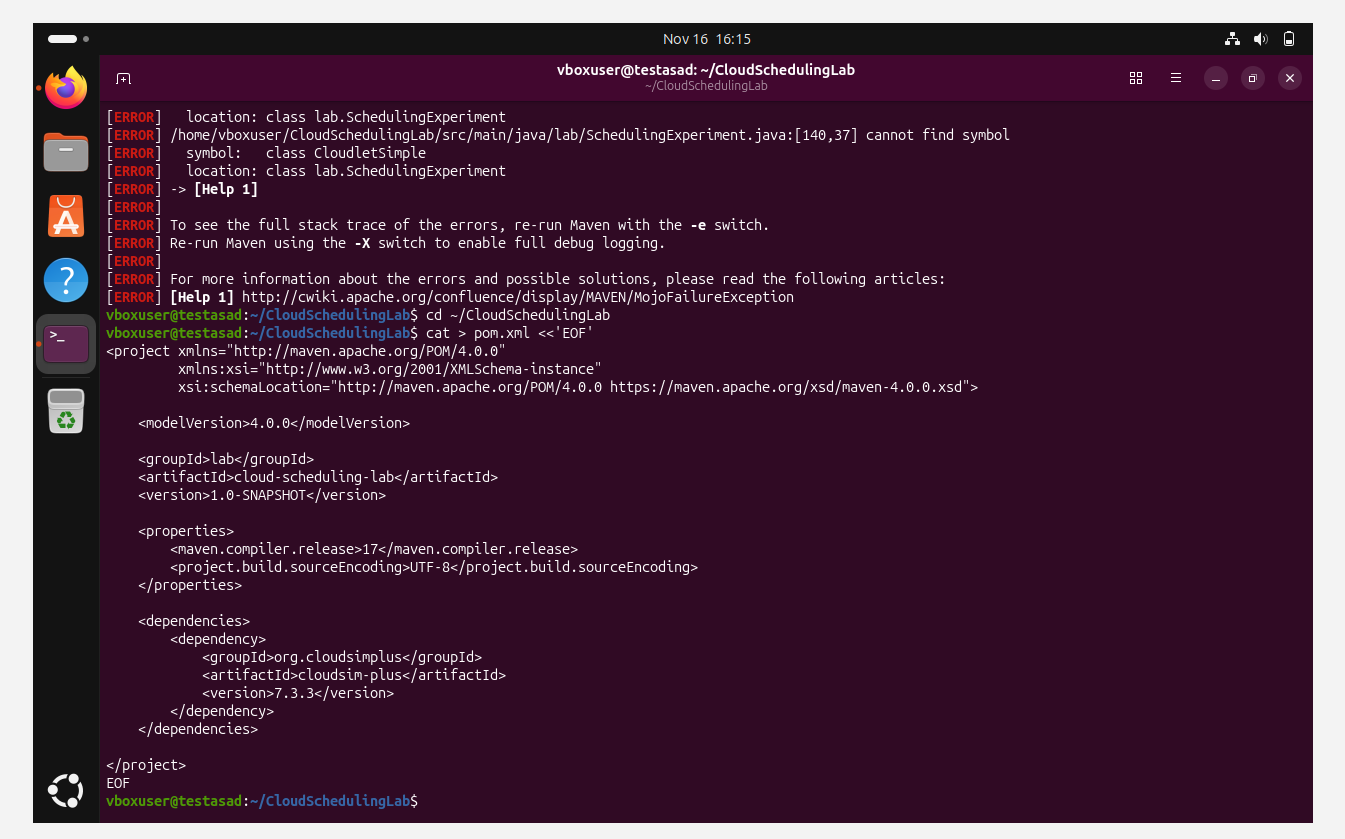 Nov 16 16:15
vboxuser@testasad: ~/CloudSchedulingLab
~/CloudSchedulingLab
[ERROR]   location: class lab.SchedulingExperiment
[ERROR] /home/vboxuser/CloudSchedulingLab/src/main/java/lab/SchedulingExperiment.java:[140,37] cannot find symbol
[ERROR]   symbol:   class CloudletSimple
[ERROR]   location: class lab.SchedulingExperiment
[ERROR] -> [Help 1]
[ERROR]
[ERROR] To see the full stack trace of the errors, re-run Maven with the -e switch.
[ERROR] Re-run Maven using the -X switch to enable full debug logging.
[ERROR]
[ERROR] For more information about the errors and possible solutions, please read the following articles:
[ERROR] [Help 1] http://cwiki.apache.org/confluence/display/MAVEN/MojoFailureException
vboxuser@testasad:~/CloudSchedulingLab$ cd ~/CloudSchedulingLab
vboxuser@testasad:~/CloudSchedulingLab$ cat > pom.xml <<'EOF'
<project xmlns="http://maven.apache.org/POM/4.0.0"
         xmlns:xsi="http://www.w3.org/2001/XMLSchema-instance"
         xsi:schemaLocation="http://maven.apache.org/POM/4.0.0 https://maven.apache.org/xsd/maven-4.0.0.xsd">

    <modelVersion>4.0.0</modelVersion>

    <groupId>lab</groupId>
    <artifactId>cloud-scheduling-lab</artifactId>
    <version>1.0-SNAPSHOT</version>

    <properties>
        <maven.compiler.release>17</maven.compiler.release>
        <project.build.sourceEncoding>UTF-8</project.build.sourceEncoding>
    </properties>

    <dependencies>
        <dependency>
            <groupId>org.cloudsimplus</groupId>
            <artifactId>cloudsim-plus</artifactId>
            <version>7.3.3</version>
        </dependency>
    </dependencies>

</project>
EOF
vboxuser@testasad:~/CloudSchedulingLab$